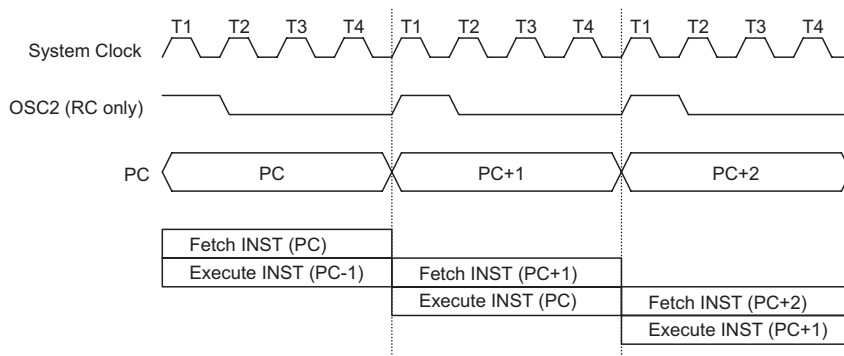 T1 T2 T3 T4 T1 T2 T3 T4 T1 T2 T3 T4
System Clock
OSC2 (RC only)
PC PC PC+1 PC+2
Fetch INST (PC)
Execute INST (PC-1) Fetch INST (PC+1)
Execute INST (PC) Fetch INST (PC+2)
Execute INST (PC+1)